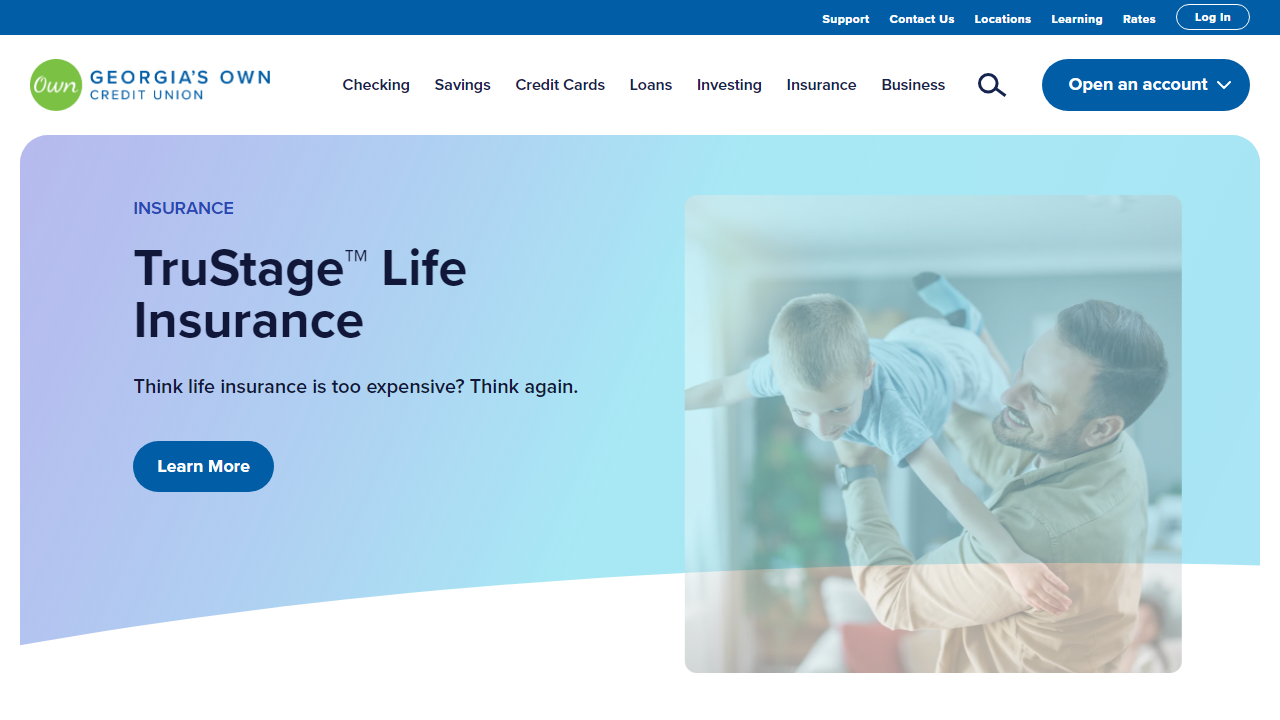 Support Contact Us Locations Learning Rates Log In
Own GEORGIA'S OWN
CREDIT UNION
Checking Savings Credit Cards Loans Investing Insurance Business Open an account
INSURANCE
TruStage™ Life
Insurance
Think life insurance is too expensive? Think again.
Learn More